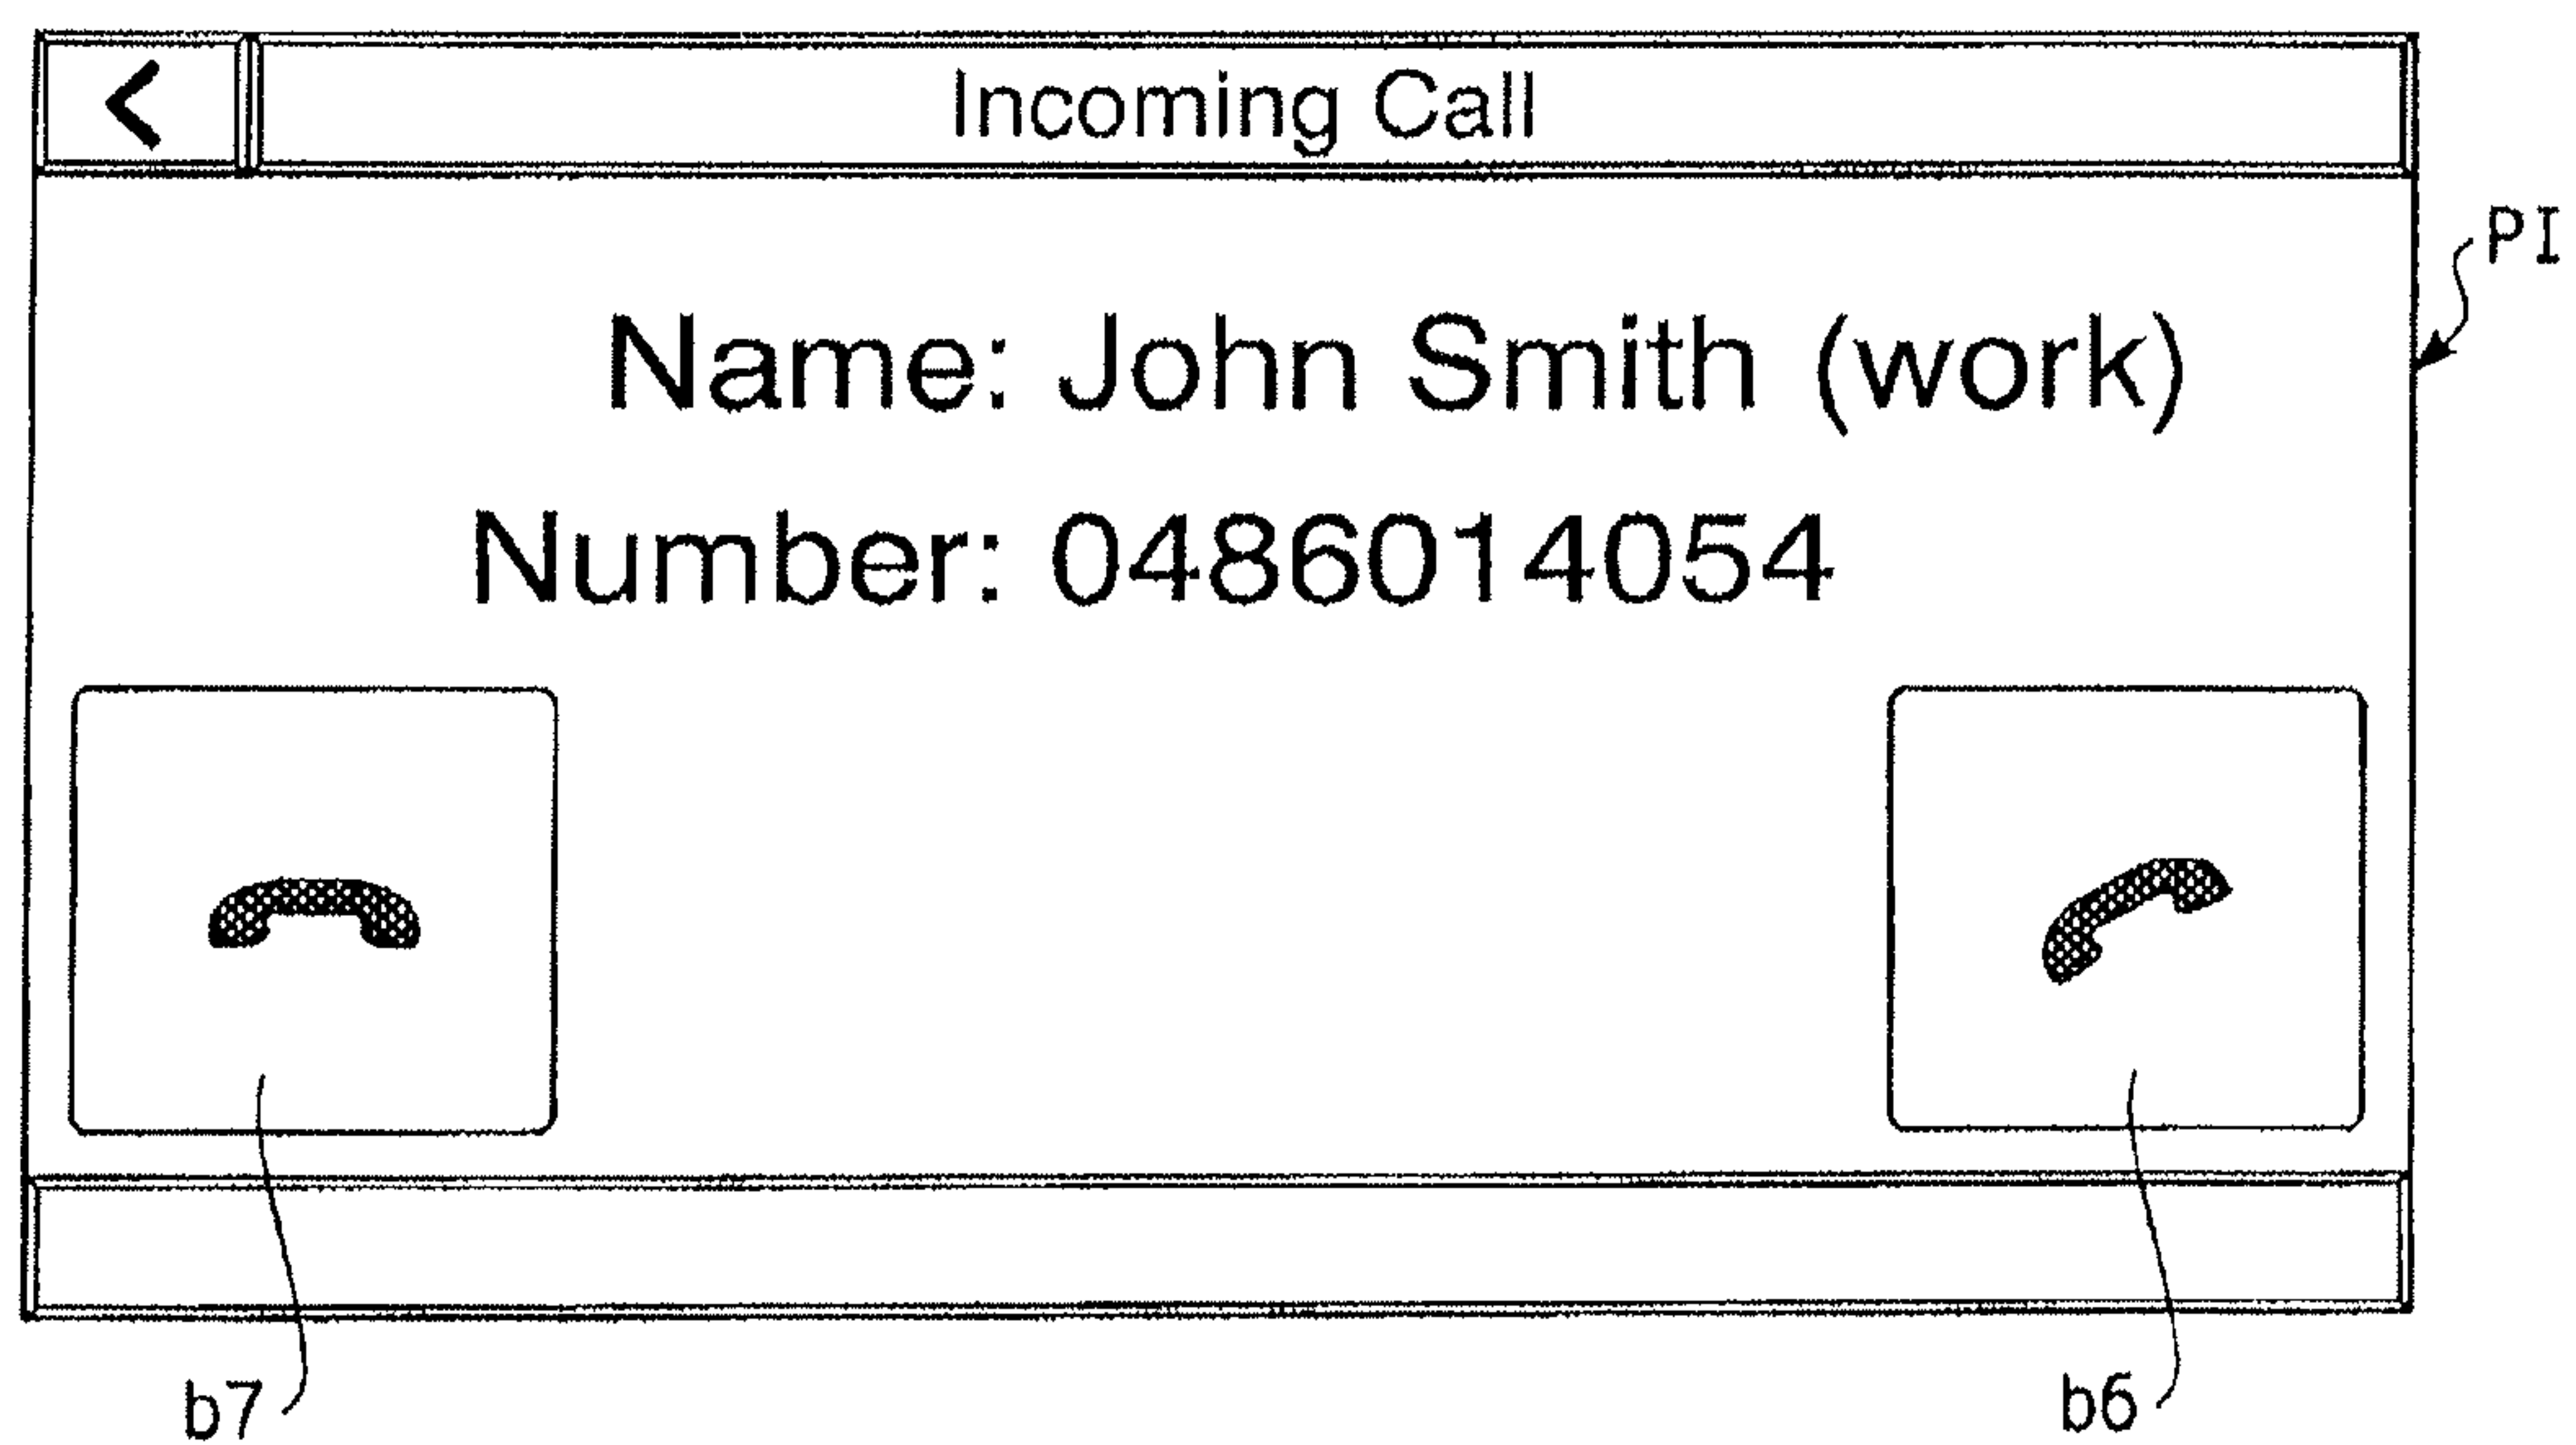 Incoming Call
PI
Name: John Smith (work)
Number: 0486014054
b7
b6